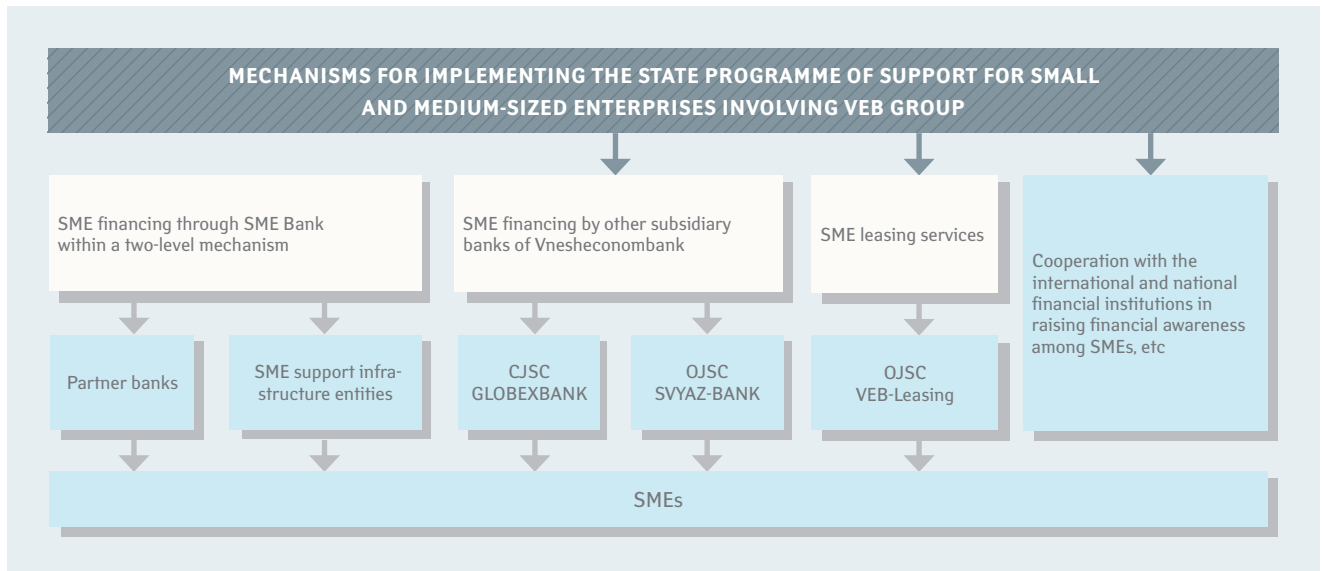 MECHANISMS FOR IMPLEMENTING THE STATE PROGRAMME OF SUPPORT FOR SMALL
AND MEDIUM-SIZED ENTERPRISES INVOLVING VEB GROUP
SME financing through SME Bank
within a two-level mechanism
SME financing by other subsidiary
banks of Vnesheconombank
SME leasing services
Cooperation with the
international and national
financial institutions in
raising financial awareness
among SMEs, etc
Partner banks
SME support infra-
structure entities
CJSC
GLOBEXBANK
OJSC
SVYAZ-BANK
OJSC
VEB-Leasing
SMEs